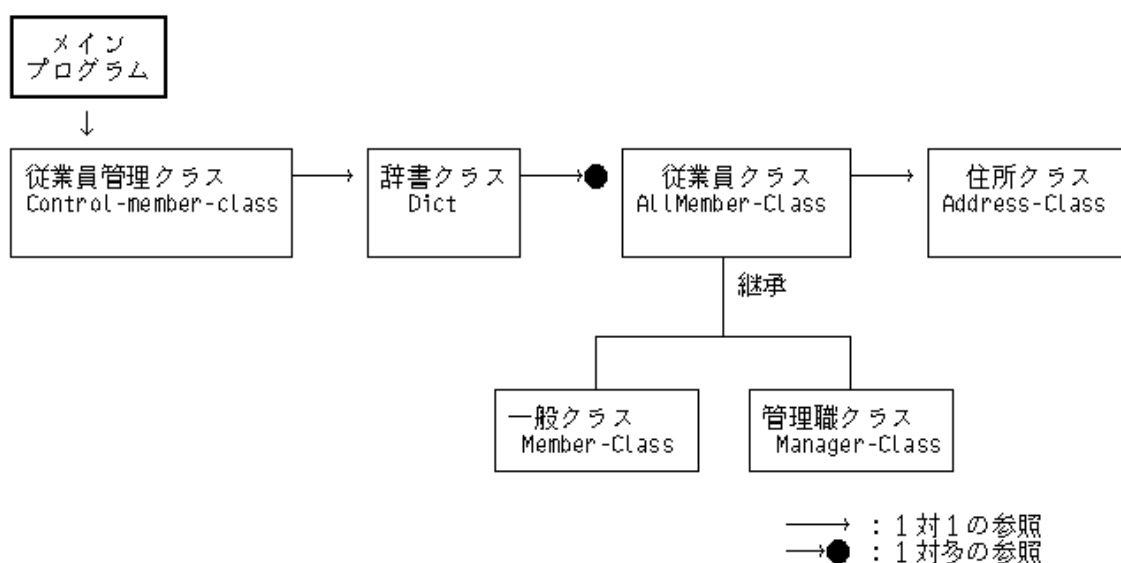 メイン
プログラム
↓
従業員管理クラス
Control-member-class
辞書クラス
Dict
従業員クラス
AllMember-Class
住所クラス
Address-Class
継承
一般クラス
Member-Class
管理職クラス
Manager-Class
：1対1の参照
：1対多の参照